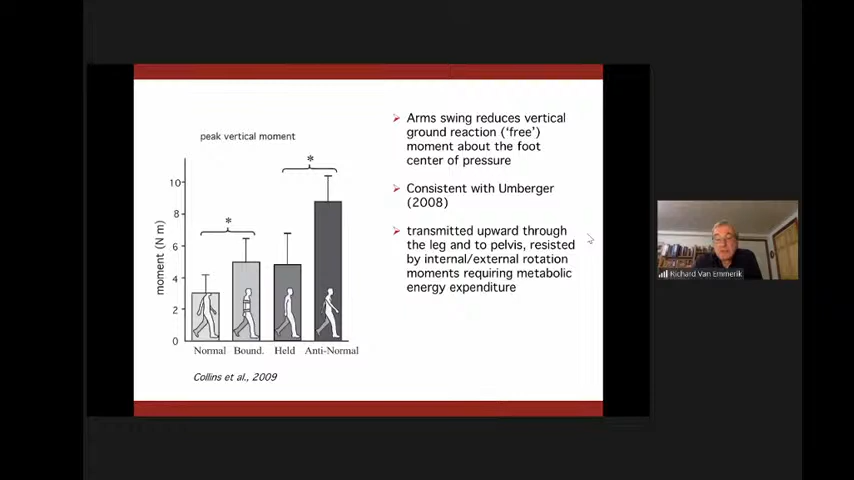 peak vertical moment
moment (N m)
10
8
6
4
2
0
*
*
Normal Bound. Held Anti-Normal
Collins et al., 2009
Arms swing reduces vertical
ground reaction (‘free’)
moment about the foot
center of pressure
Consistent with Umberger
(2008)
transmitted upward through
the leg and to pelvis, resisted
by internal/external rotation
moments requiring metabolic
energy expenditure
Richard Van Emmerik